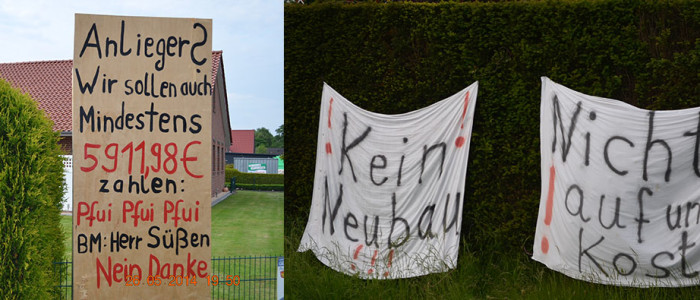 Anlieger?
Wir sollen auch
Mindestens
5911,98€
zahlen:
Pfui Pfui Pfui
BM: Herr Süßen
Nein Danke
! Kein !
Neubau
!!!
Nicht
! auf un
Kost